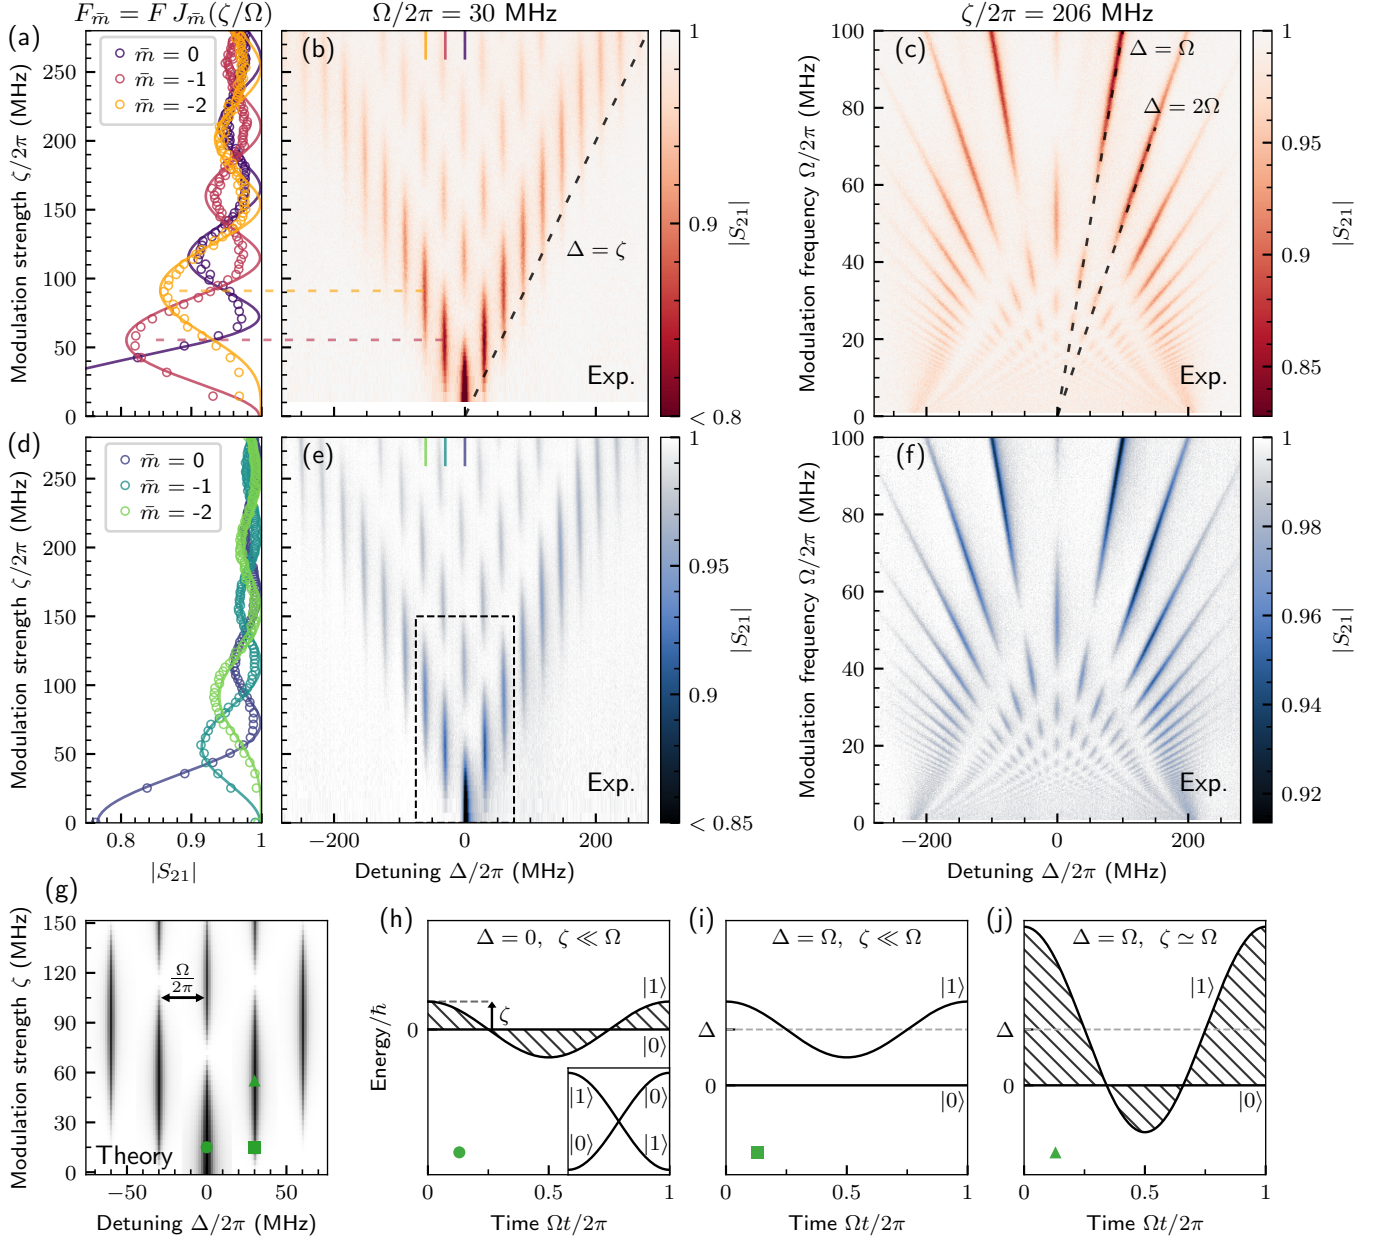 F_m̄ = F J_m̄(ζ/Ω)
Ω/2π = 30 MHz
ζ/2π = 206 MHz
(a)
m̄ = 0
m̄ = -1
m̄ = -2
Modulation strength ζ/2π (MHz)
250
200
150
100
50
0
(b)
Δ = ζ
Exp.
1
0.9
< 0.8
|S21|
(c)
Δ = Ω
Δ = 2Ω
Exp.
Modulation frequency Ω/2π (MHz)
100
80
60
40
20
0
1
0.95
0.9
0.85
|S21|
(d)
m̄ = 0
m̄ = -1
m̄ = -2
Modulation strength ζ/2π (MHz)
250
200
150
100
50
0
0.8 0.9 1
|S21|
(e)
Exp.
−200 0 200
Detuning Δ/2π (MHz)
1
0.95
0.9
< 0.85
|S21|
(f)
Exp.
Modulation frequency Ω/2π (MHz)
100
80
60
40
20
0
−200 0 200
Detuning Δ/2π (MHz)
1
0.98
0.96
0.94
0.92
|S21|
(g)
Modulation strength ζ (MHz)
150
120
90
60
30
0
Ω/2π
Theory
−50 0 50
Detuning Δ/2π (MHz)
(h)
Δ = 0, ζ ≪ Ω
Energy/ħ
0
ζ
|1⟩
|0⟩
|1⟩ |0⟩
|0⟩ |1⟩
0 0.5 1
Time Ωt/2π
(i)
Δ = Ω, ζ ≪ Ω
Δ
0
|1⟩
|0⟩
0 0.5 1
Time Ωt/2π
(j)
Δ = Ω, ζ ≃ Ω
Δ
0
|1⟩
|0⟩
0 0.5 1
Time Ωt/2π